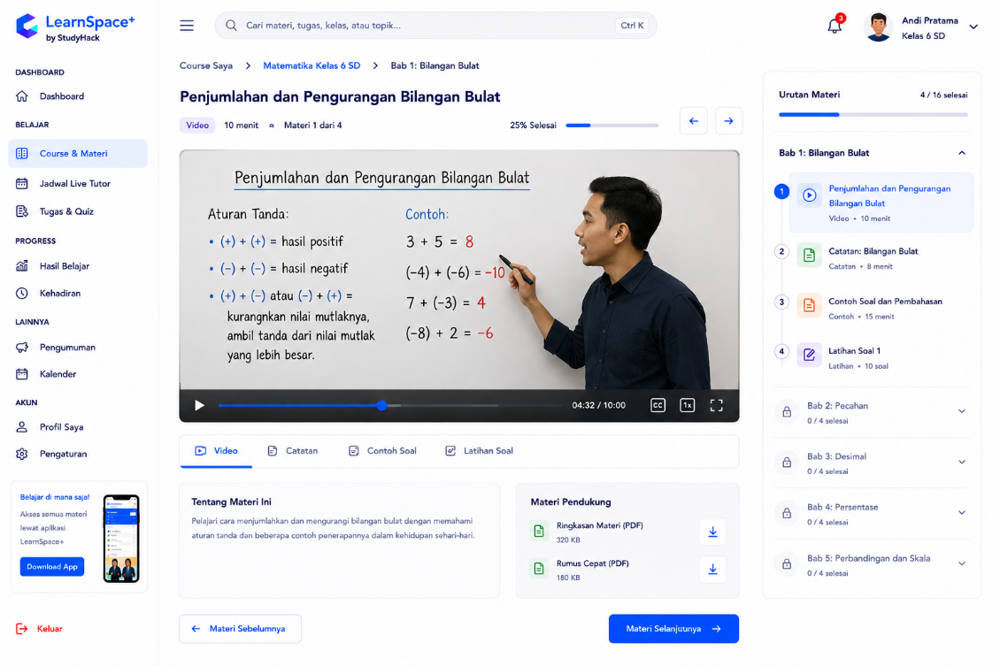 LearnSpace+
by StudyHack
Cari materi, tugas, kelas, atau topik...
Ctrl K
3
Andi Pratama
Kelas 6 SD
DASHBOARD
Dashboard
BELAJAR
Course & Materi
Jadwal Live Tutor
Tugas & Quiz
PROGRESS
Hasil Belajar
Kehadiran
LAINNYA
Pengumuman
Kalender
AKUN
Profil Saya
Pengaturan
Belajar di mana saja!
Akses semua materi
lewat aplikasi
LearnSpace+
Download App
Keluar
Course Saya > Matematika Kelas 6 SD > Bab 1: Bilangan Bulat
Penjumlahan dan Pengurangan Bilangan Bulat
Video 10 menit Materi 1 dari 4
25% Selesai
Penjumlahan dan Pengurangan Bilangan Bulat
Aturan Tanda:
• (+) + (+) = hasil positif
• (−) + (−) = hasil negatif
• (+) + (−) atau (−) + (+) =
kurangnkan nilai mutlaknya,
ambil tanda dari nilai mutlak
yang lebih besar.
Contoh:
3 + 5 = 8
(−4) + (−6) = −10
7 + (−3) = 4
(−8) + 2 = −6
04:32 / 10:00
CC
1x
Video
Catatan
Contoh Soal
Latihan Soal
Tentang Materi Ini
Pelajari cara menjumlahkan dan mengurangi bilangan bulat dengan memahami
aturan tanda dan beberapa contoh penerapannya dalam kehidupan sehari-hari.
Materi Pendukung
Ringkasan Materi (PDF)
320 KB
Rumus Cepat (PDF)
180 KB
Materi Sebelumnya
Materi Selanjutunya
Urutan Materi
4 / 16 selesai
Bab 1: Bilangan Bulat
1
Penjumlahan dan Pengurangan
Bilangan Bulat
Video • 10 menit
2
Catatan: Bilangan Bulat
Catatan • 8 menit
3
Contoh Soal dan Pembahasan
Contoh • 15 menit
4
Latihan Soal 1
Latihan • 10 soal
Bab 2: Pecahan
0 / 4 selesai
Bab 3: Desimal
0 / 4 selesai
Bab 4: Persentase
0 / 4 selesai
Bab 5: Perbandingan dan Skala
0 / 4 selesai